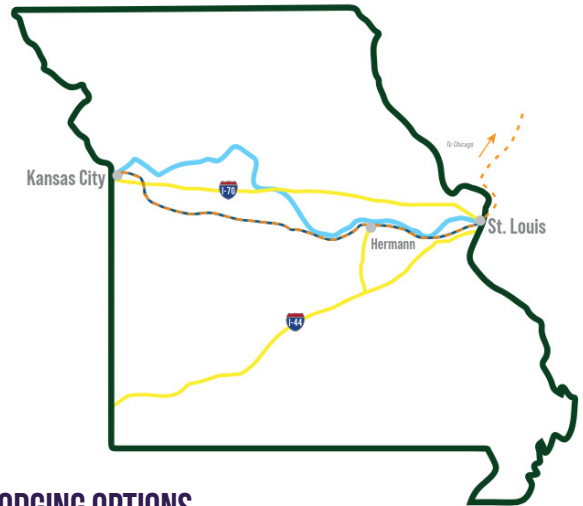 To Chicago
Kansas City
I-70
St. Louis
Hermann
I-44
ODGING OPTIONS